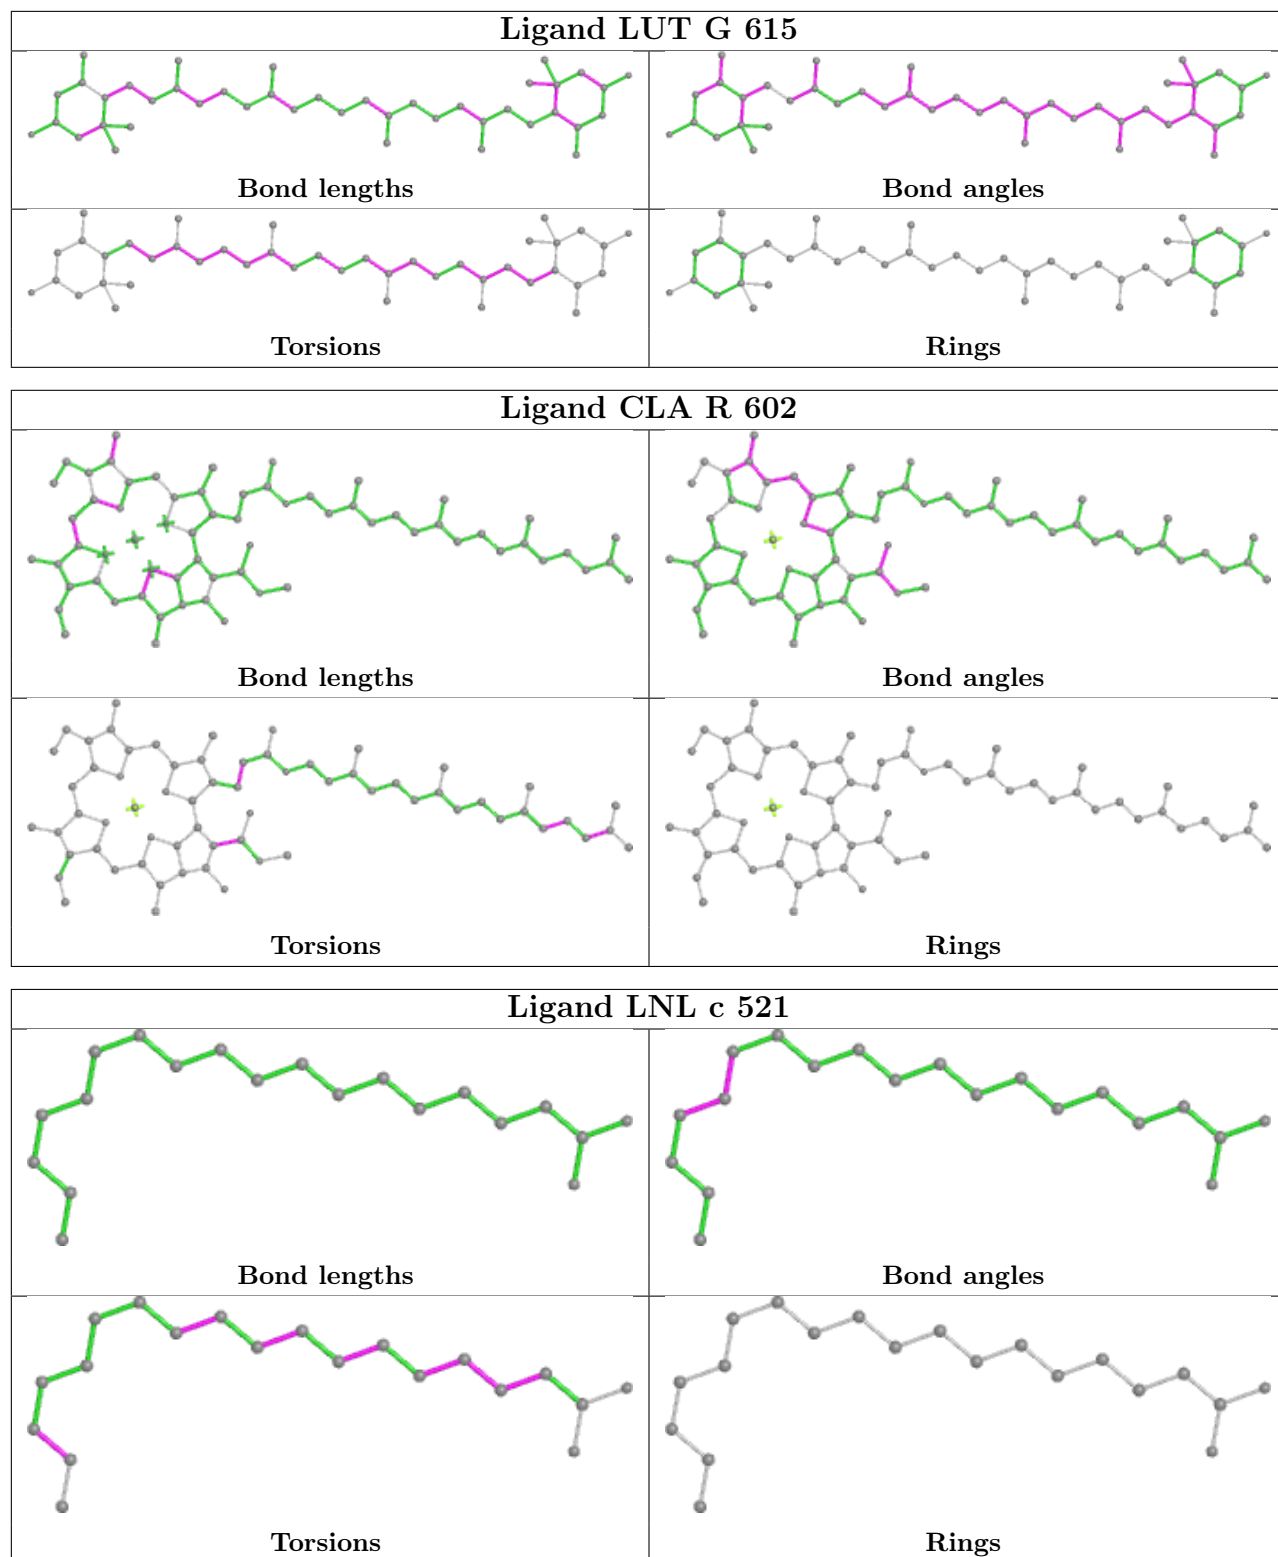 Ligand LUT G 615
Bond lengths
Bond angles
Torsions
Rings
Ligand CLA R 602
Bond lengths
Bond angles
Torsions
Rings
Ligand LNL c 521
Bond lengths
Bond angles
Torsions
Rings